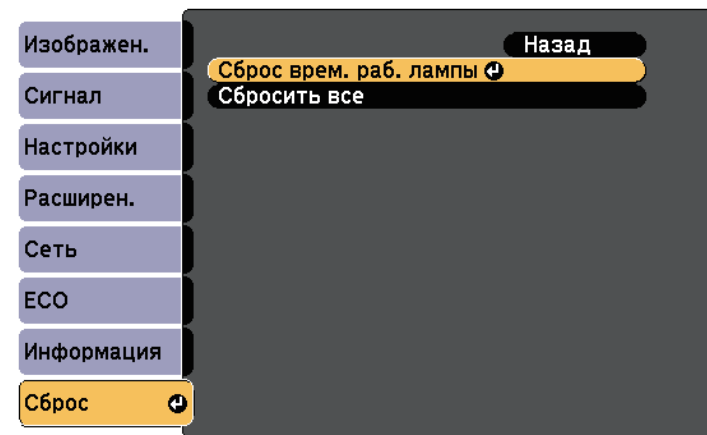 Изображен.
Сигнал
Настройки
Расширен.
Сеть
ECO
Информация
Сброс
Назад
Сброс врем. раб. лампы
Сбросить все